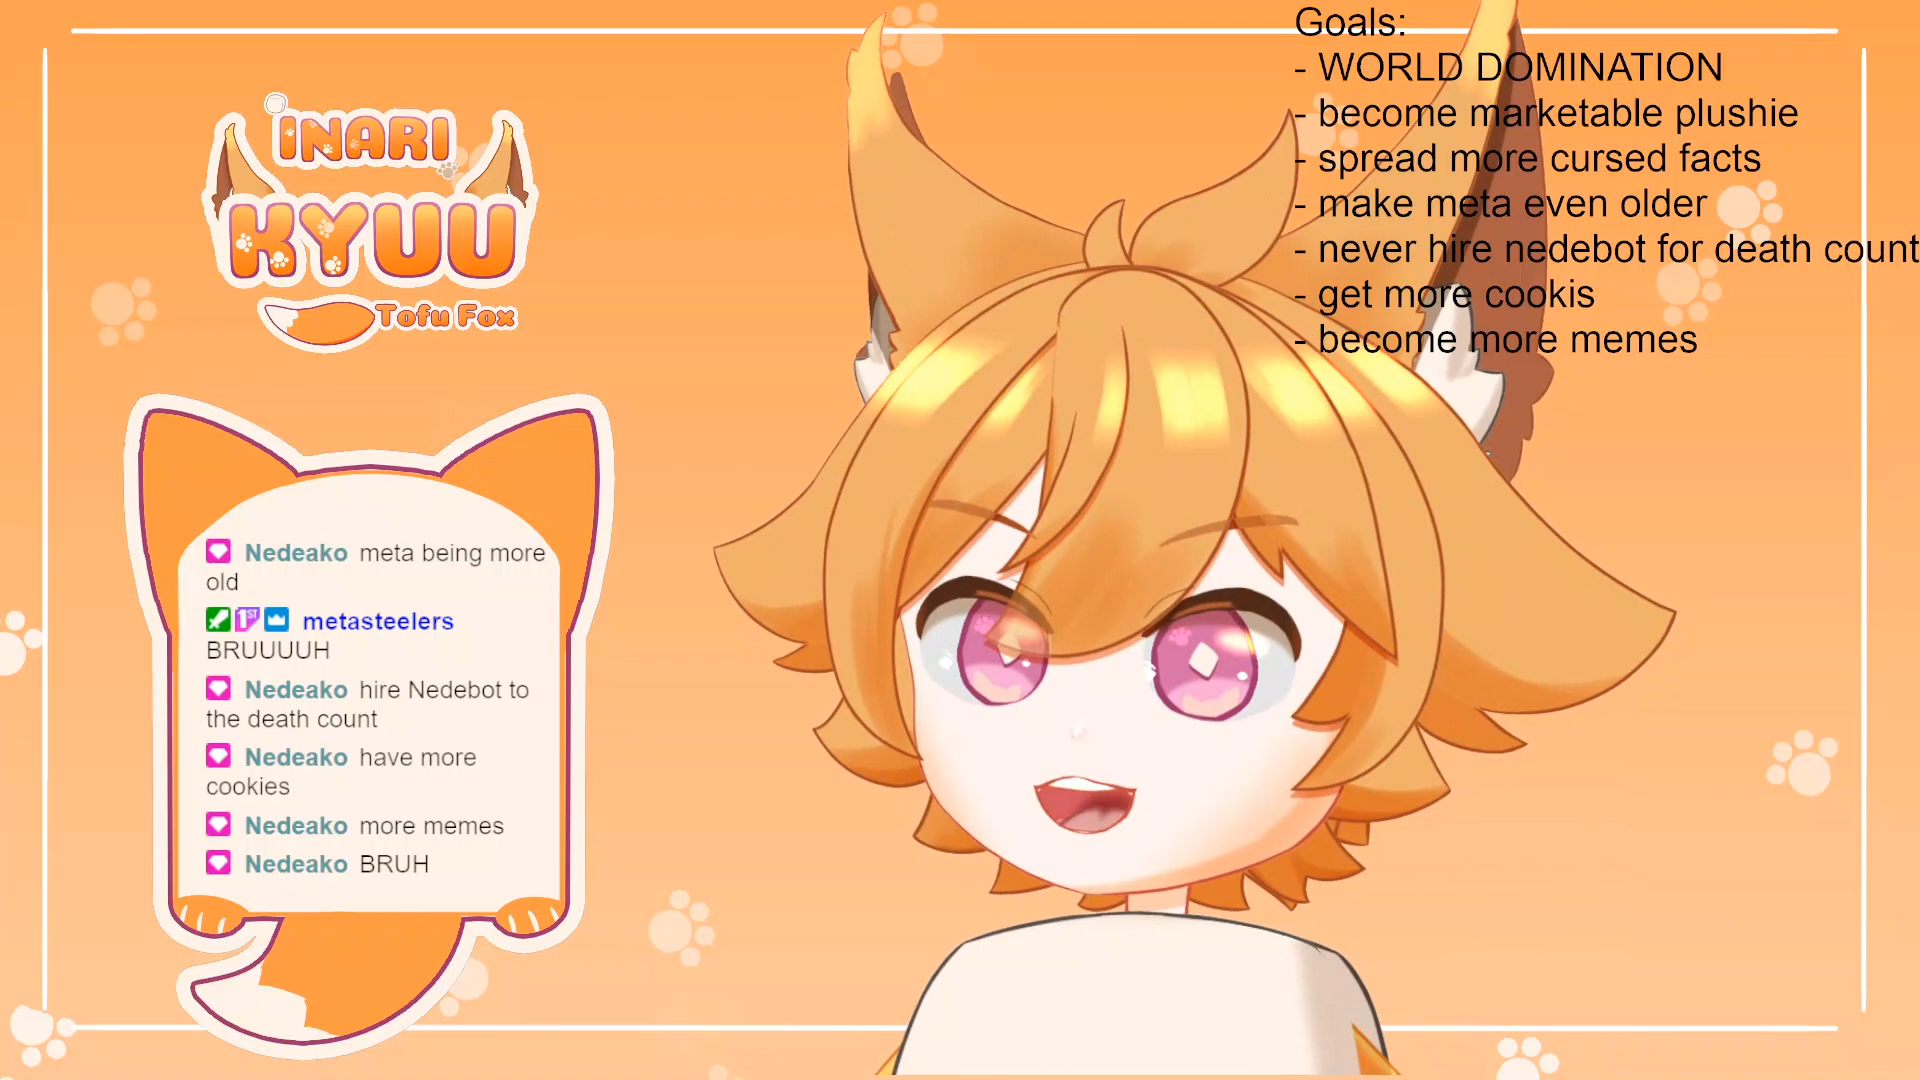 Goals:
- WORLD DOMINATION
- become marketable plushie
- spread more cursed facts
- make meta even older
- never hire nedebot for death count
- get more cookis
- become more memes
INARI
KYUU
Tofu Fox
Nedeako meta being more
old
1ST metasteelers
BRUUUUH
Nedeako hire Nedebot to
the death count
Nedeako have more
cookies
Nedeako more memes
Nedeako BRUH